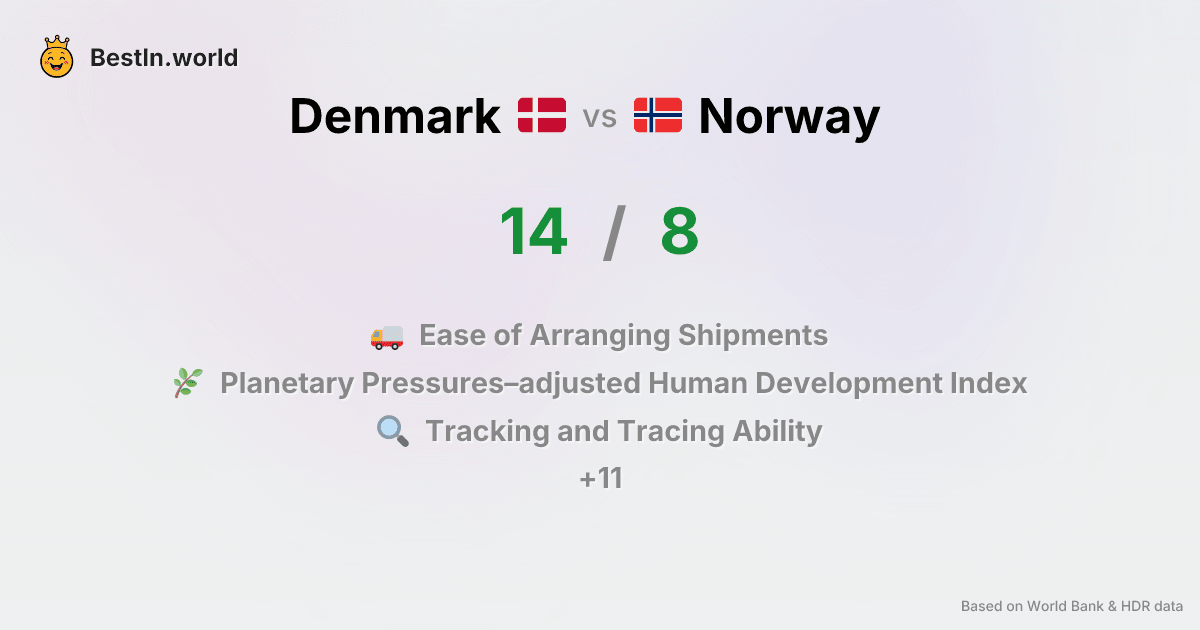 BestIn.world
Denmark vs Norway
14 / 8
Ease of Arranging Shipments
Planetary Pressures–adjusted Human Development Index
Tracking and Tracing Ability
+11
Based on World Bank & HDR data